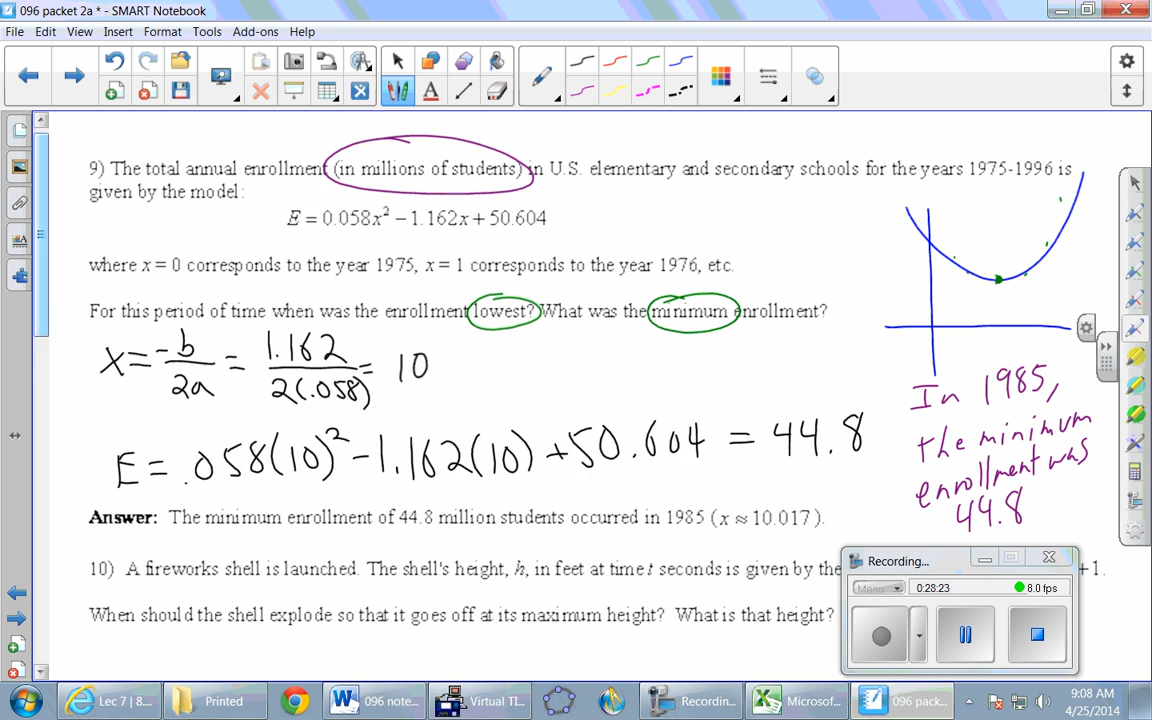 096 packet 2a * - SMART Notebook
File Edit View Insert Format Tools Add-ons Help
9) The total annual enrollment (in millions of students) in U.S. elementary and secondary schools for the years 1975-1996 is
given by the model:
E = 0.058x² − 1.162x + 50.604
where x = 0 corresponds to the year 1975, x = 1 corresponds to the year 1976, etc.
For this period of time when was the enrollment lowest? What was the minimum enrollment?
x = -b/2a = 1.162/2(.058) = 10
E = .058(10)² - 1.162(10) + 50.604 = 44.8
In 1985,
the minimum
enrollment was
44.8
Answer: The minimum enrollment of 44.8 million students occurred in 1985 (x ≈ 10.017).
10) A fireworks shell is launched. The shell's height, h, in feet at time t seconds is given by the + 1.
When should the shell explode so that it goes off at its maximum height? What is that height?
Recording...
Menu 0:28:23 8.0 fps
Lec 7 | 8.... Printed 096 note... Virtual TI... Recordin... Microsof... 096 pack...
9:08 AM
4/25/2014